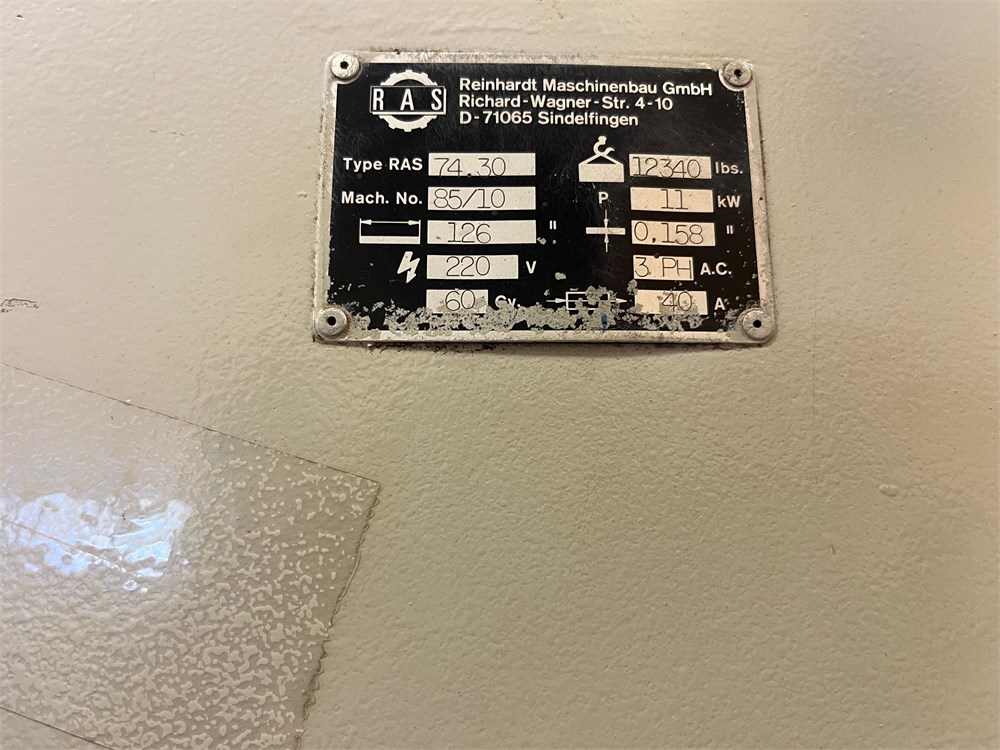 RAS
Reinhardt Maschinenbau GmbH
Richard-Wagner-Str. 4-10
D-71065 Sindelfingen
Type RAS 74.30 12340 lbs.
Mach. No. 85/10 P 11 kW
126 " 0,158 "
220 V 3 PH A.C.
60 Cy. 40 A